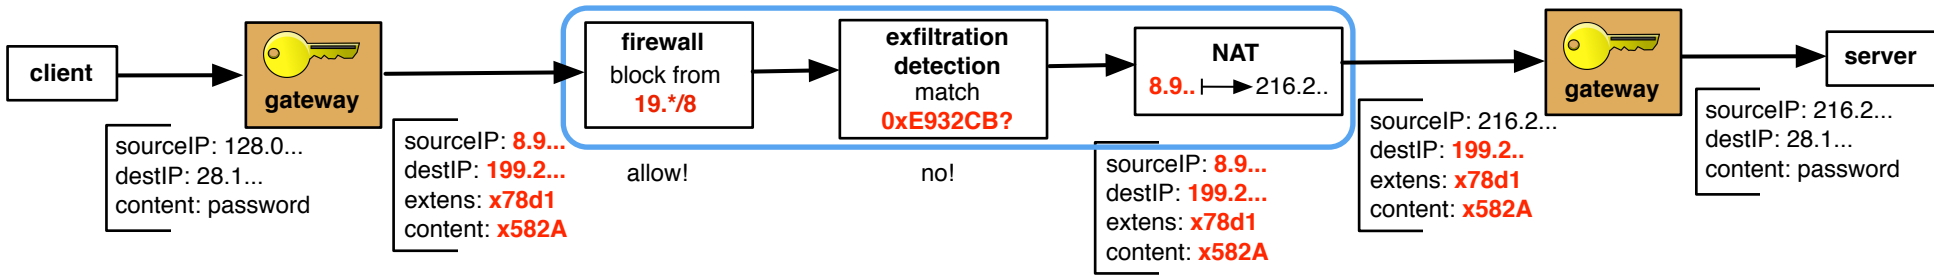 client
gateway
sourceIP: 128.0...
destIP: 28.1...
content: password
sourceIP: 8.9...
destIP: 199.2...
extens: x78d1
content: x582A
firewall
block from
19.*/8
allow!
exfiltration
detection
match
0xE932CB?
no!
NAT
8.9.. 216.2..
sourceIP: 8.9...
destIP: 199.2...
extens: x78d1
content: x582A
sourceIP: 216.2...
destIP: 199.2..
extens: x78d1
content: x582A
gateway
sourceIP: 216.2...
destIP: 28.1...
content: password
server